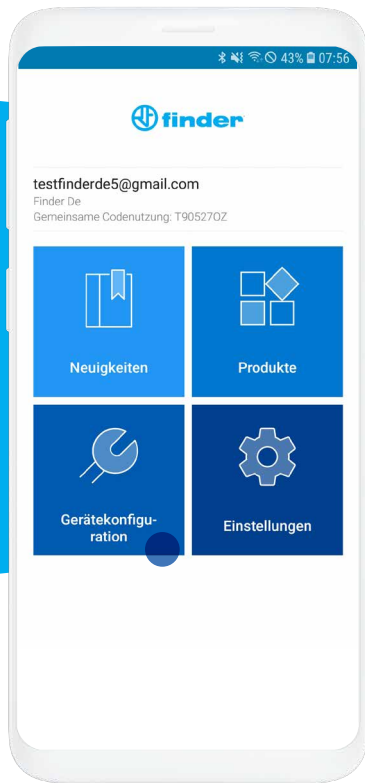 43% 07:56
finder
testfinderde5@gmail.com
Finder De
Gemeinsame Codenutzung: T90527OZ
Neuigkeiten
Produkte
Gerätekonfigu-
ration
Einstellungen